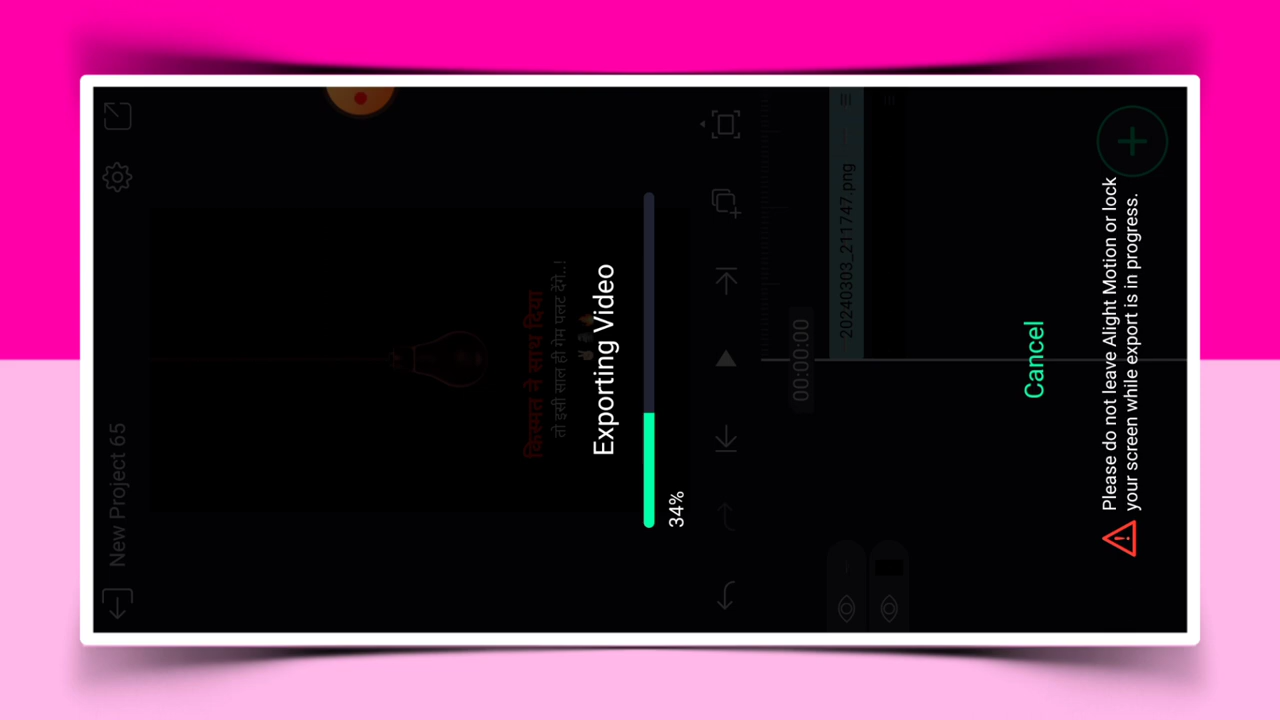 New Project 65
किस्मत ने साथ दिया
तो इसी साल ही गेम पलट देंगे..!
Exporting Video
34%
00:00:00
20240303_211747.png
Cancel
Please do not leave Alight Motion or lock
your screen while export is in progress.